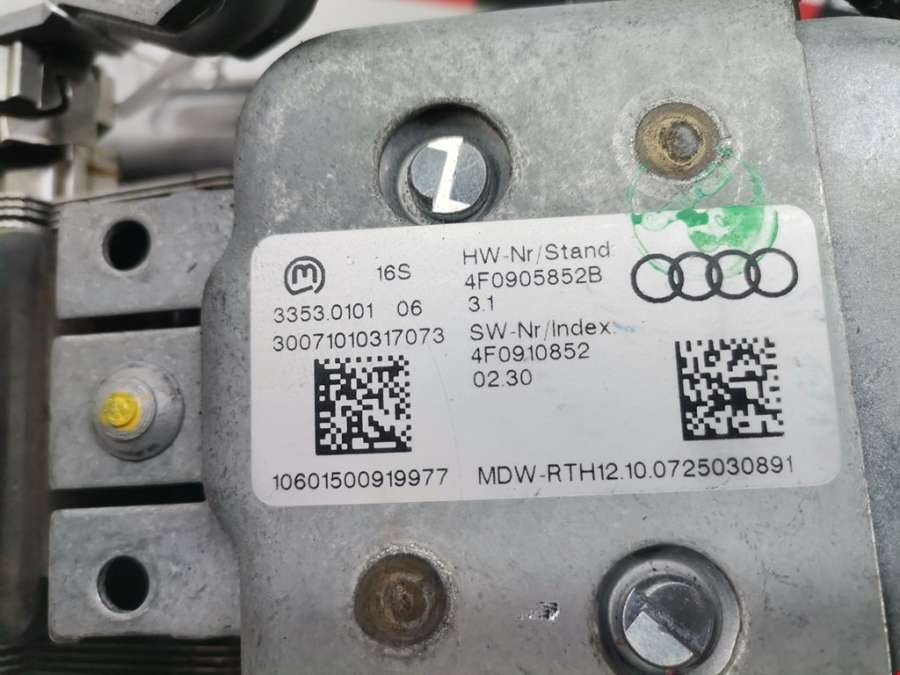 m 16S
3353.0101 06
30071010317073
10601500919977
HW-Nr/Stand:
4F0905852B
3.1
SW-Nr/Index:
4F0910852
02.30
MDW-RTH12.10.0725030891